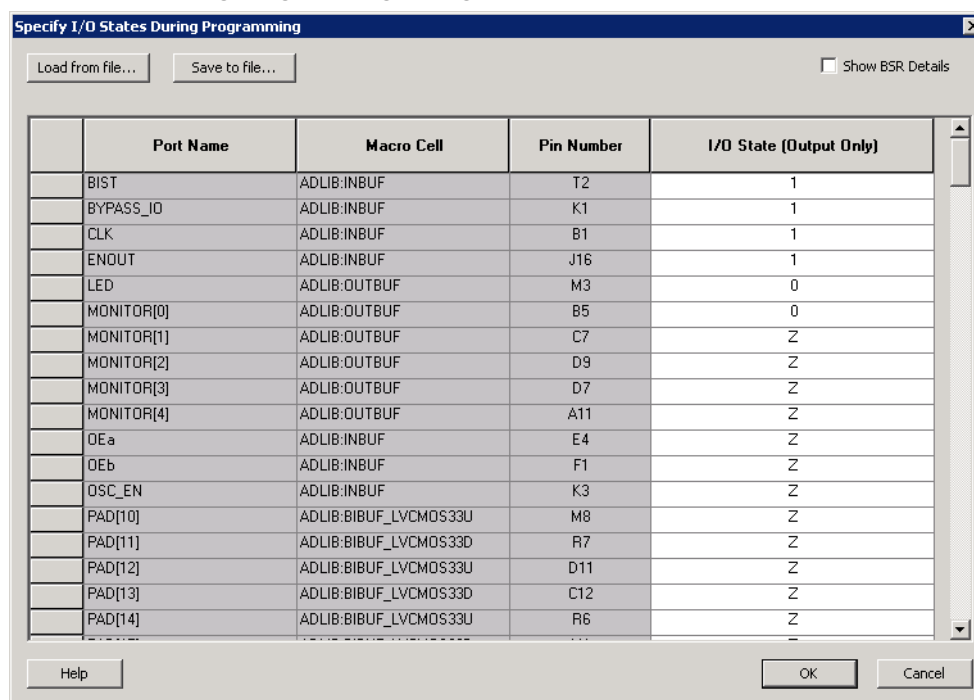 Specify I/O States During Programming
Load from file... Save to file... Show BSR Details
Port Name Macro Cell Pin Number I/O State (Output Only)
BIST ADLIB:INBUF T2 1
BYPASS_IO ADLIB:INBUF K1 1
CLK ADLIB:INBUF B1 1
ENOUT ADLIB:INBUF J16 1
LED ADLIB:OUTBUF M3 0
MONITOR[0] ADLIB:OUTBUF B5 0
MONITOR[1] ADLIB:OUTBUF C7 Z
MONITOR[2] ADLIB:OUTBUF D9 Z
MONITOR[3] ADLIB:OUTBUF D7 Z
MONITOR[4] ADLIB:OUTBUF A11 Z
OEa ADLIB:INBUF E4 Z
OEb ADLIB:INBUF F1 Z
OSC_EN ADLIB:INBUF K3 Z
PAD[10] ADLIB:BIBUF_LVCMOS33U M8 Z
PAD[11] ADLIB:BIBUF_LVCMOS33D R7 Z
PAD[12] ADLIB:BIBUF_LVCMOS33U D11 Z
PAD[13] ADLIB:BIBUF_LVCMOS33D C12 Z
PAD[14] ADLIB:BIBUF_LVCMOS33U R6 Z
Help OK Cancel